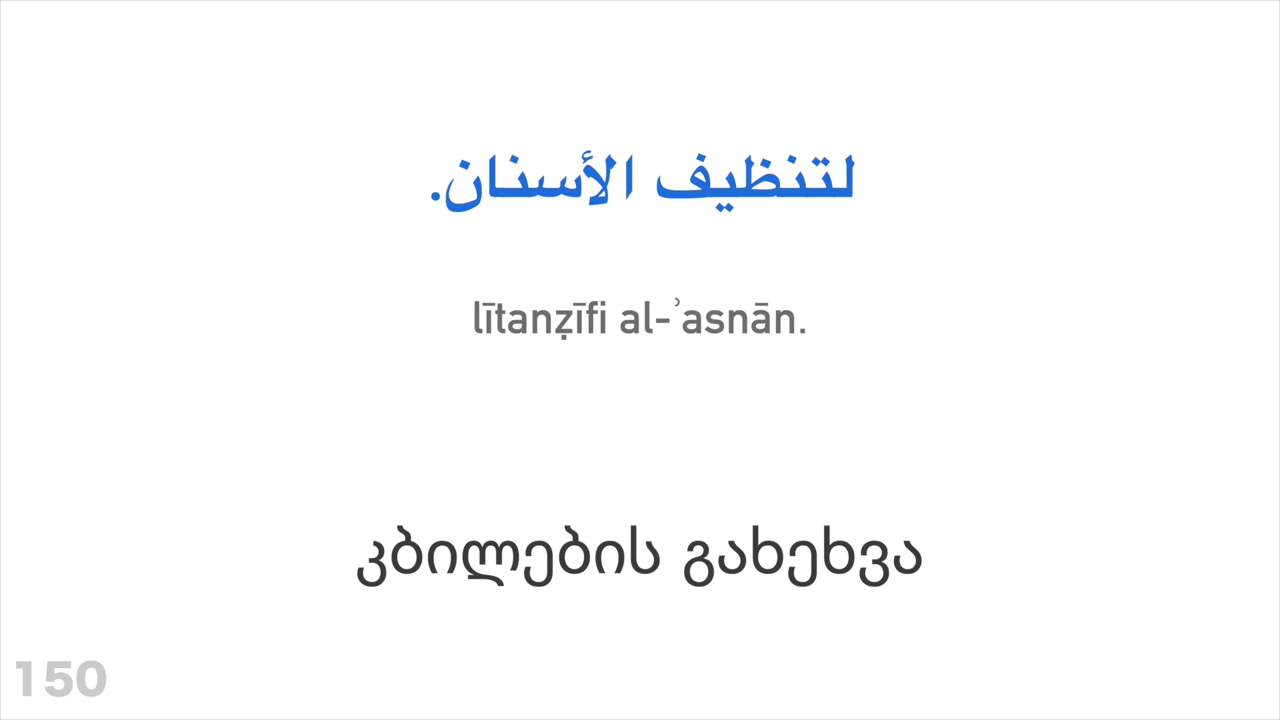 لتنظيف الأسنان.
lītanẓīfi al-ʾasnān.
კბილების გახეხვა
150